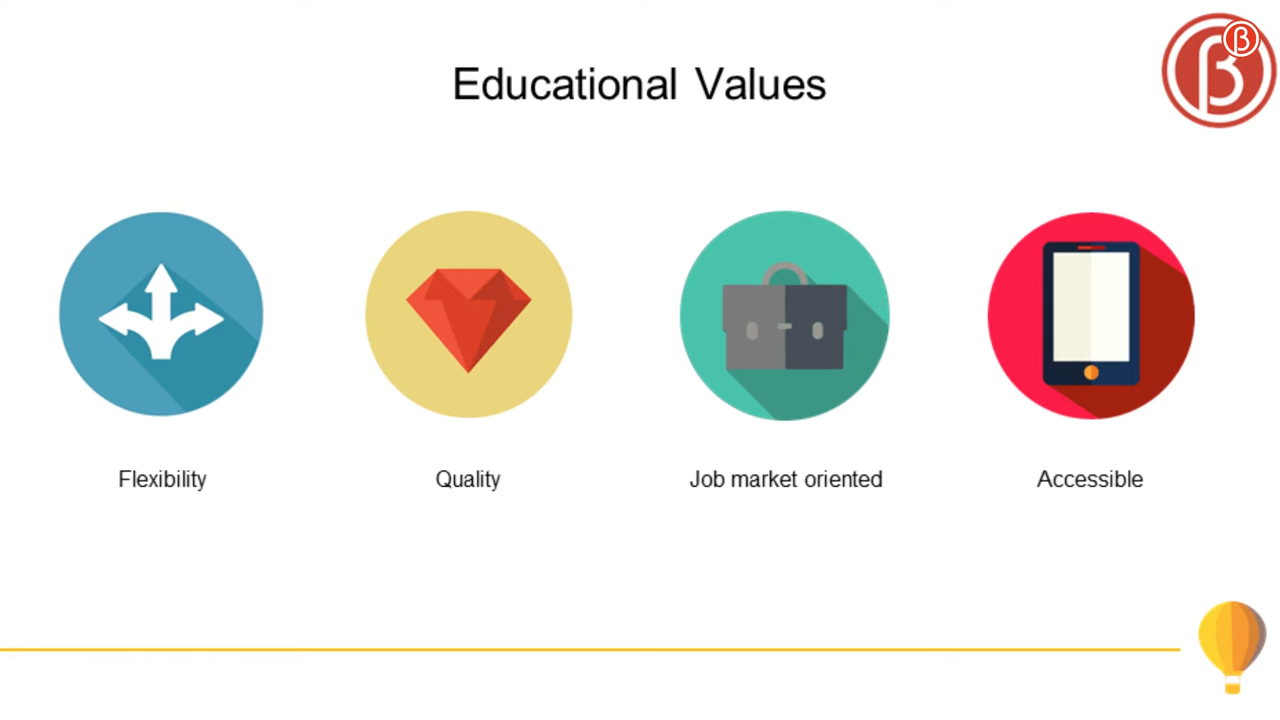 Educational Values
β
β
Flexibility
Quality
Job market oriented
Accessible